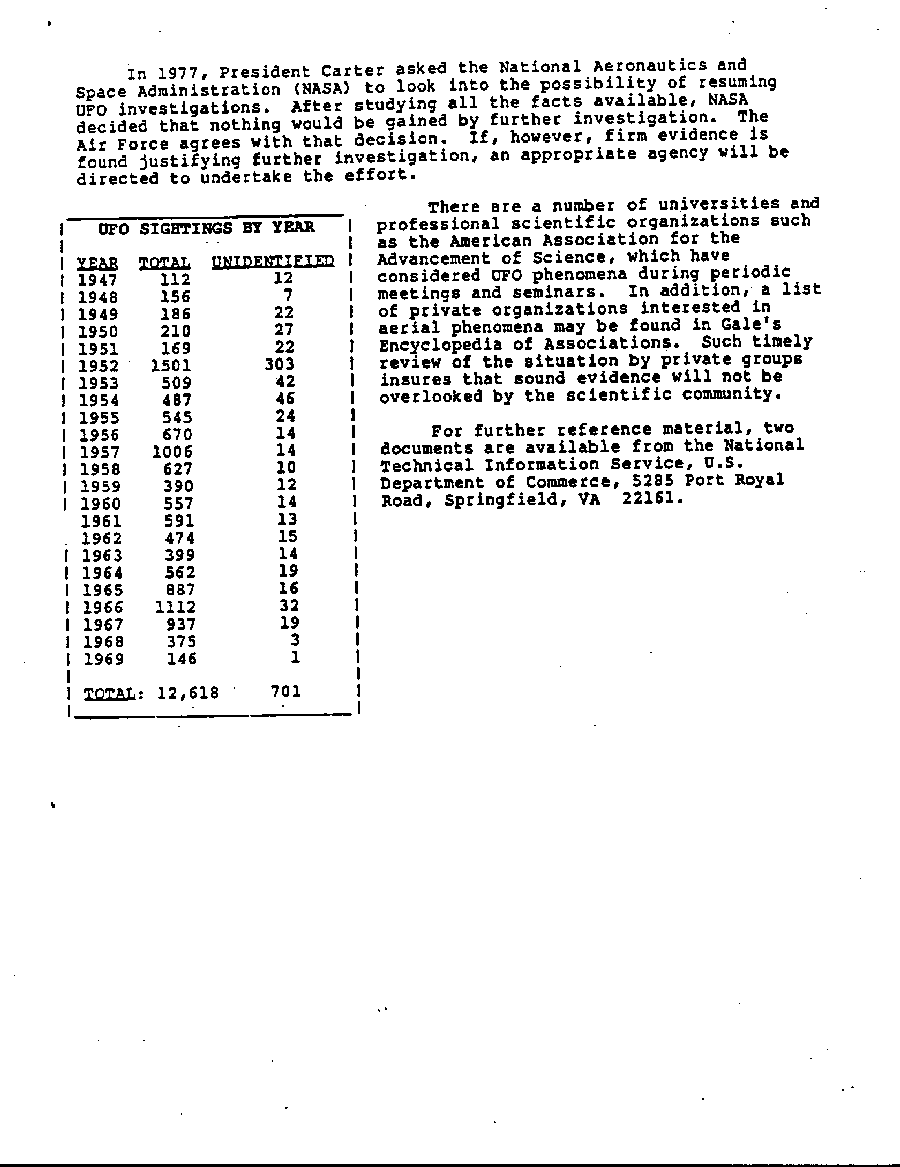 In 1977, President Carter asked the National Aeronautics and
Space Administration (NASA) to look into the possibility of resuming
UFO investigations. After studying all the facts available, NASA
decided that nothing would be gained by further investigation. The
Air Force agrees with that decision. If, however, firm evidence is
found justifying further investigation, an appropriate agency will be
directed to undertake the effort.
UFO SIGHTINGS BY YEAR
YEAR TOTAL UNIDENTIFIED
1947 112 12
1948 156 7
1949 186 22
1950 210 27
1951 169 22
1952 1501 303
1953 509 42
1954 487 46
1955 545 24
1956 670 14
1957 1006 14
1958 627 10
1959 390 12
1960 557 14
1961 591 13
1962 474 15
1963 399 14
1964 562 19
1965 887 16
1966 1112 32
1967 937 19
1968 375 3
1969 146 1
TOTAL: 12,618 701
There are a number of universities and
professional scientific organizations such
as the American Association for the
Advancement of Science, which have
considered UFO phenomena during periodic
meetings and seminars. In addition, a list
of private organizations interested in
aerial phenomena may be found in Gale's
Encyclopedia of Associations. Such timely
review of the situation by private groups
insures that sound evidence will not be
overlooked by the scientific community.
For further reference material, two
documents are available from the National
Technical Information Service, U.S.
Department of Commerce, 5285 Port Royal
Road, Springfield, VA 22161.